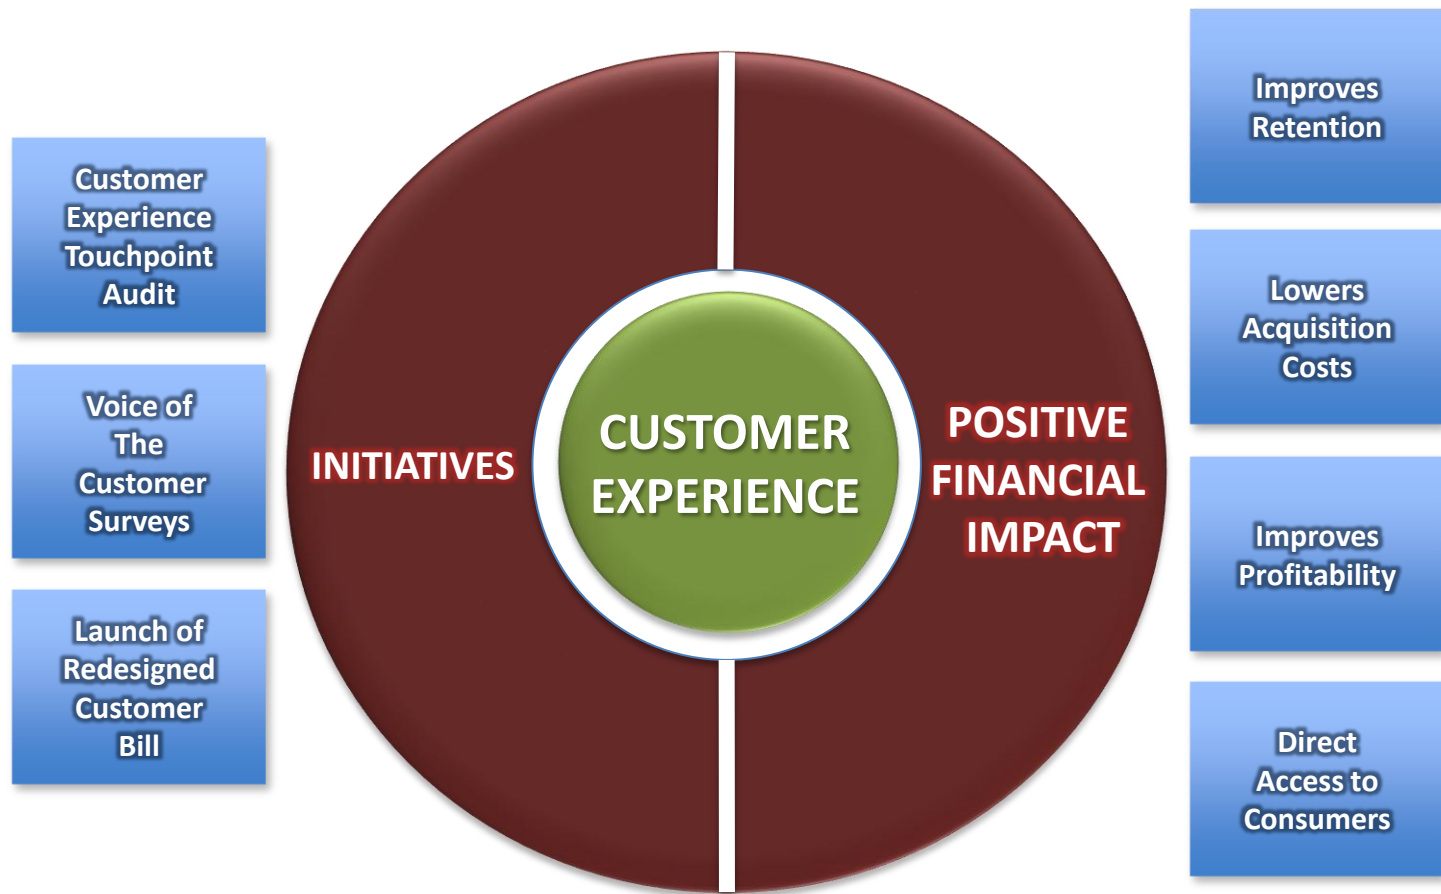 Customer
Experience
Touchpoint
Audit
Voice of
The
Customer
Surveys
Launch of
Redesigned
Customer
Bill
INITIATIVES
CUSTOMER
EXPERIENCE
POSITIVE
FINANCIAL
IMPACT
Improves
Retention
Lowers
Acquisition
Costs
Improves
Profitability
Direct
Access to
Consumers